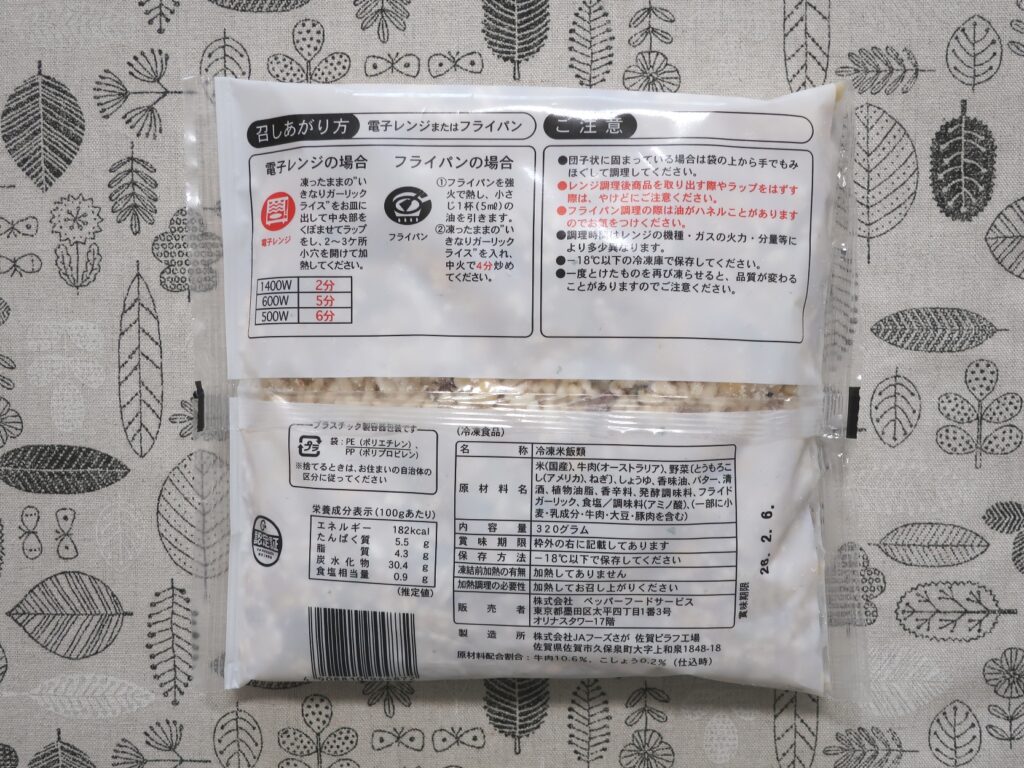 召しあがり方
電子レンジまたはフライパン
電子レンジの場合
凍ったままの"い
きなりガーリック
ライス"をお皿に
出して中央部を
くぼませてラップ
をし、2〜3ケ所
小穴を開けて加
熱してください。
電子レンジ
1400W 2分
600W 5分
500W 6分
フライパンの場合
①フライパンを強
火で熱し、小さ
じ1杯(5㎖)の
油を引きます。
②凍ったままの"い
きなりガーリック
ライス"を入れ、
中火で4分炒め
てください。
フライパン
ご注意
●団子状に固まっている場合は袋の上から手でもみ
ほぐして調理してください。
●レンジ調理後商品を取り出す際やラップをはずす
際は、やけどにご注意ください。
●フライパン調理の際は油がハネルことがあります
のでお気をつけください。
●調理時間はレンジの機種・ガスの火力・分量等に
より多少異なります。
●−18℃以下の冷凍庫で保存してください。
●一度とけたものを再び凍らせると、品質が変わる
ことがありますのでご注意ください。
プラスチック製容器包装です
プラ
袋:PE(ポリエチレン)、
PP(ポリプロピレン)
※捨てるときは、お住まいの自治体の
区分に従ってください
栄養成分表示(100gあたり)
エネルギー 182kcal
たんぱく質 5.5 g
脂質 4.3 g
炭水化物 30.4 g
食塩相当量 0.9 g
(推定値)
(冷凍食品)
名称 冷凍米飯類
原材料名 米(国産)、牛肉(オーストラリア)、野菜(とうもろこ
し(アメリカ)、ねぎ)、しょうゆ、香味油、バター、清
酒、植物油脂、香辛料、発酵調味料、フライド
ガーリック、食塩/調味料(アミノ酸)、(一部に小
麦・乳成分・牛肉・大豆・豚肉を含む)
内容量 320グラム
賞味期限 枠外の右に記載してあります
保存方法 −18℃以下で保存してください
凍結前加熱の有無 加熱してありません
加熱調理の必要性 加熱してお召し上がりください
販売者 株式会社 ペッパーフードサービス
東京都墨田区太平四丁目1番3号
オリナスタワー17階
製造所 株式会社JAフーズさが 佐賀ピラフ工場
佐賀県佐賀市久保泉町大字上和泉1848-18
原材料配合割合:牛肉10.6%、こしょう0.2%(仕込時)
賞味期限 26. 2. 6.